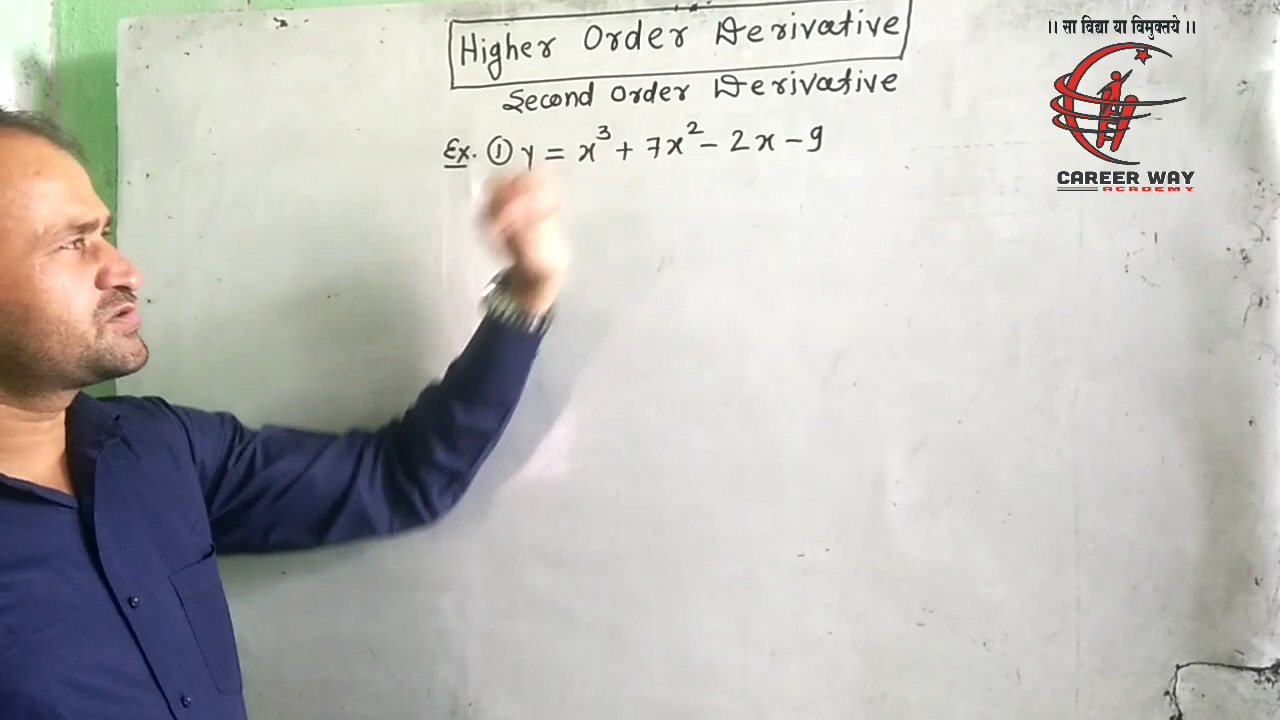 Higher Order Derivative
Second Order Derivative
Ex. ① y = x³ + 7x² - 2x - 9
।। सा विद्या या विमुक्तये ।।
CAREER WAY
ACADEMY